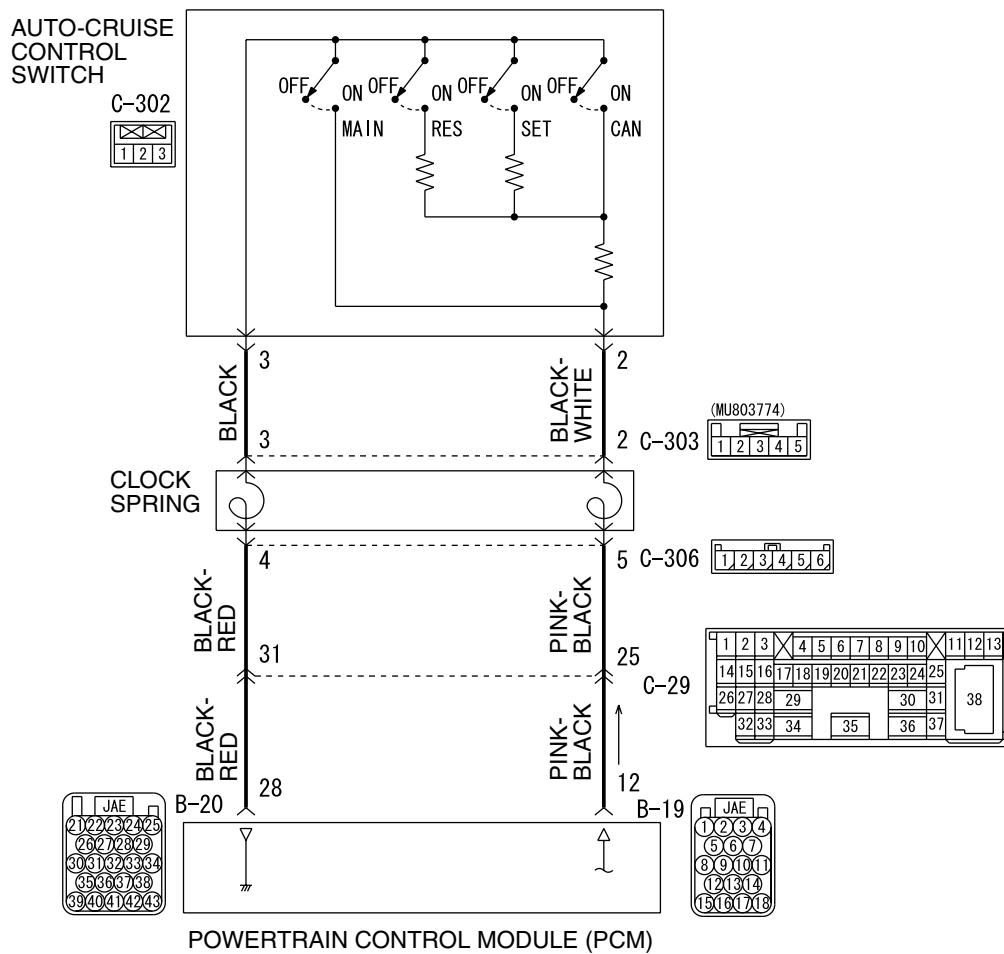 AUTO-CRUISE
CONTROL
SWITCH
C-302
1 2 3
OFF ON OFF ON OFF ON OFF ON
MAIN RES SET CAN
3 2
BLACK
BLACK-
WHITE
3 2 C-303
(MU803774)
1 2 3 4 5
CLOCK
SPRING
4 5 C-306
1 2 3 4 5 6
BLACK-
RED
PINK-
BLACK
31 25
C-29
1 2 3 4 5 6 7 8 9 10 11 12 13
14 15 16 17 18 19 20 21 22 23 24 25
26 27 28 29 30 31 38
32 33 34 35 36 37
BLACK-
RED
PINK-
BLACK
28 12
B-20 B-19
JAE
21 22 23 24 25
26 27 28 29
30 31 32 33 34
35 36 37 38
39 40 41 42 43
JAE
1 2 3 4
5 6 7
8 9 10 11
12 13 14
15 16 17 18
POWERTRAIN CONTROL MODULE (PCM)